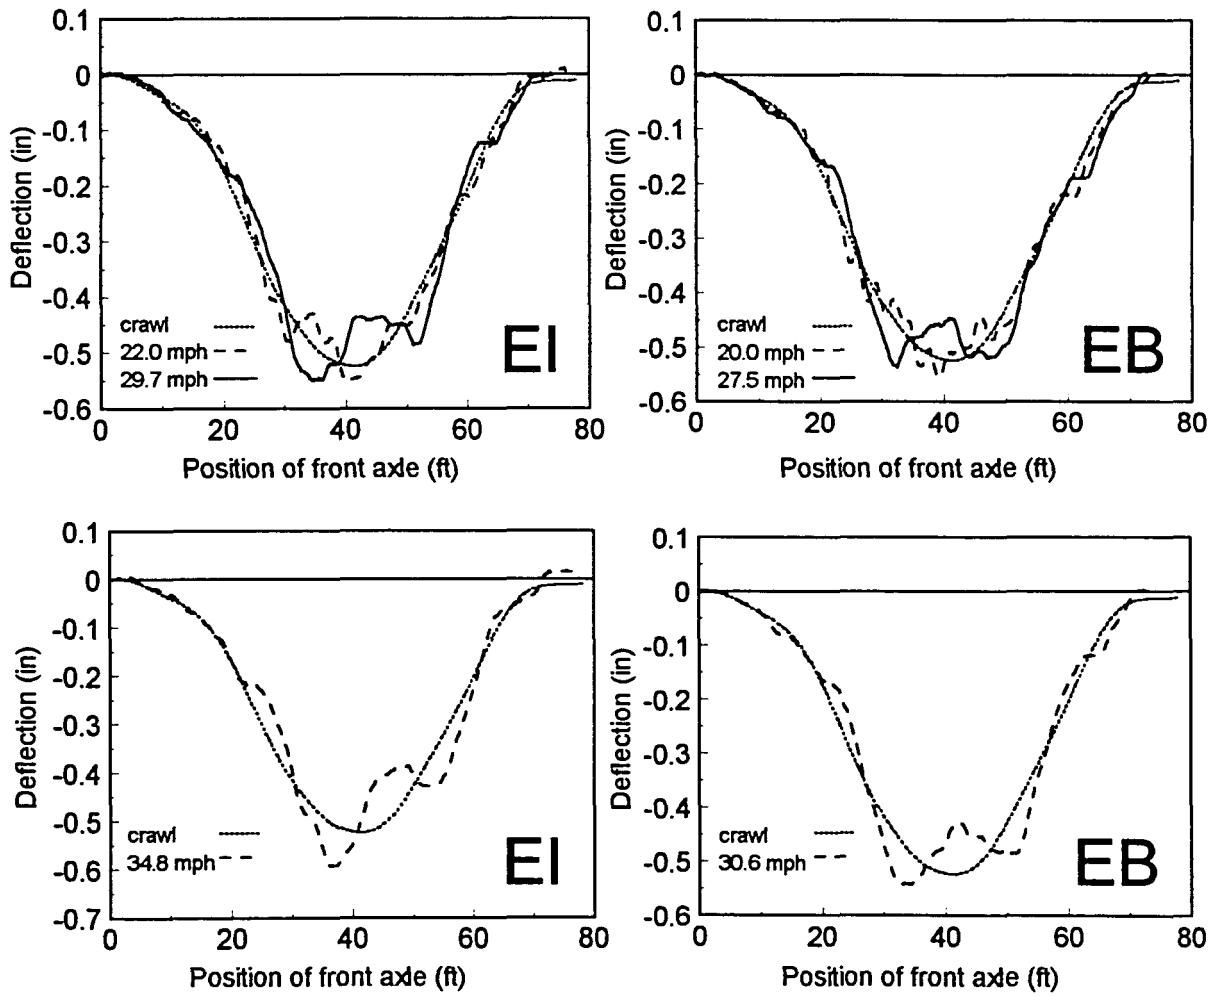 0.1
0
-0.1
-0.2
-0.3
-0.4
-0.5
-0.6
Deflection (in)
crawl
22.0 mph
29.7 mph
EI
0 20 40 60 80
Position of front axle (ft)
0.1
0
-0.1
-0.2
-0.3
-0.4
-0.5
-0.6
Deflection (in)
crawl
20.0 mph
27.5 mph
EB
0 20 40 60 80
Position of front axle (ft)
0.1
0
-0.1
-0.2
-0.3
-0.4
-0.5
-0.6
-0.7
Deflection (in)
crawl
34.8 mph
EI
0 20 40 60 80
Position of front axle (ft)
0.1
0
-0.1
-0.2
-0.3
-0.4
-0.5
-0.6
Deflection (in)
crawl
30.6 mph
EB
0 20 40 60 80
Position of front axle (ft)